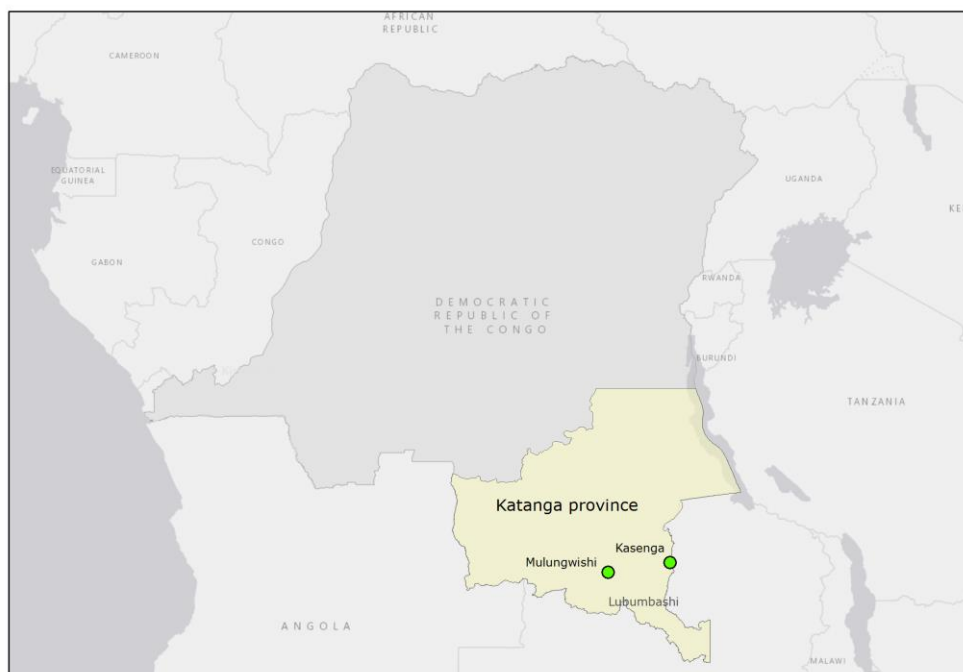 AFRICAN
REPUBLIC
CAMEROON
EQUATORIAL
GUINEA
UGANDA
CONGO
GABON
RWANDA
DEMOCRATIC
REPUBLIC OF
THE CONGO
BURUNDI
TANZANIA
Katanga province
Kasenga
Mulungwishi
Lubumbashi
ANGOLA
MALAWI